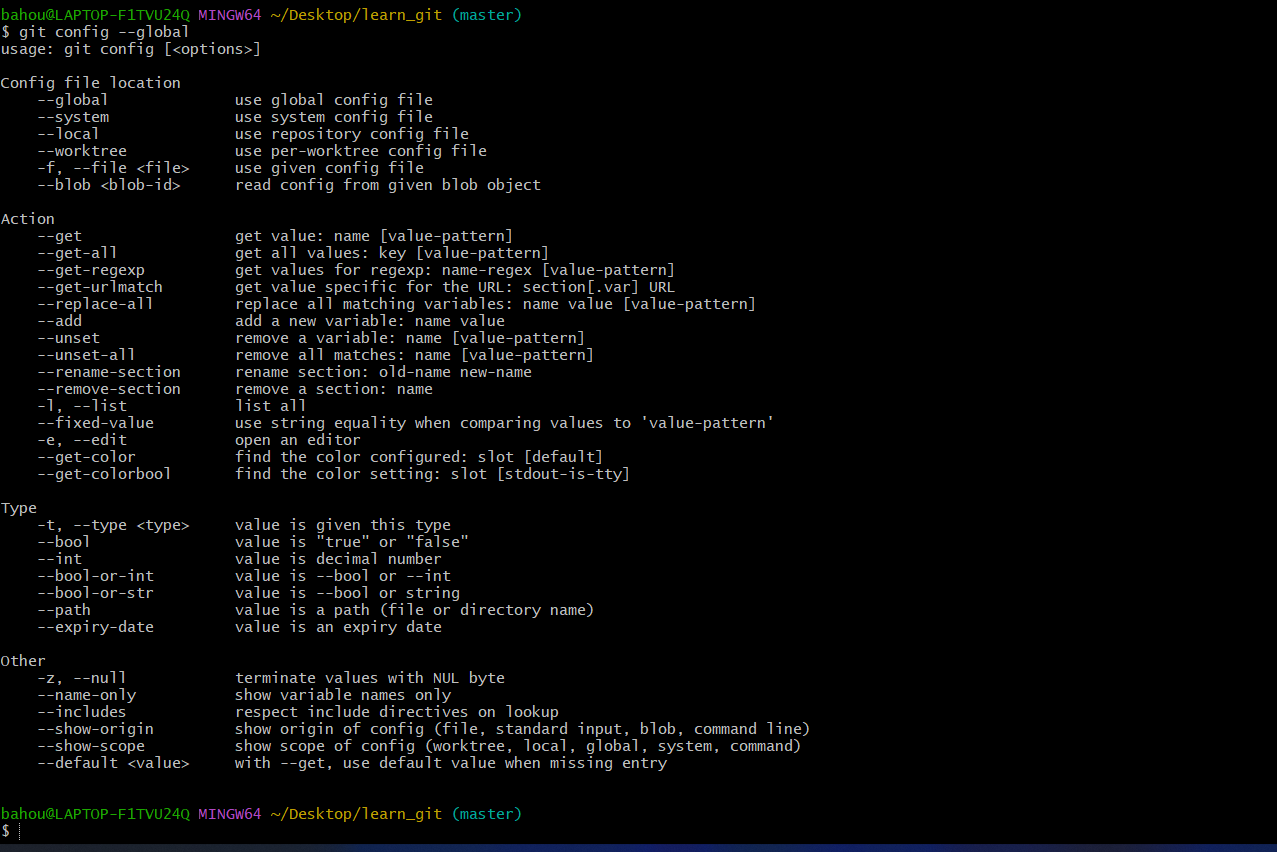 bahou@LAPTOP-F1TVU24Q MINGW64 ~/Desktop/learn_git (master)
$ git config --global
usage: git config [<options>]

Config file location
    --global              use global config file
    --system              use system config file
    --local               use repository config file
    --worktree            use per-worktree config file
    -f, --file <file>     use given config file
    --blob <blob-id>      read config from given blob object

Action
    --get                 get value: name [value-pattern]
    --get-all             get all values: key [value-pattern]
    --get-regexp          get values for regexp: name-regex [value-pattern]
    --get-urlmatch        get value specific for the URL: section[.var] URL
    --replace-all         replace all matching variables: name value [value-pattern]
    --add                 add a new variable: name value
    --unset               remove a variable: name [value-pattern]
    --unset-all           remove all matches: name [value-pattern]
    --rename-section      rename section: old-name new-name
    --remove-section      remove a section: name
    -l, --list            list all
    --fixed-value         use string equality when comparing values to 'value-pattern'
    -e, --edit            open an editor
    --get-color           find the color configured: slot [default]
    --get-colorbool       find the color setting: slot [stdout-is-tty]

Type
    -t, --type <type>     value is given this type
    --bool                value is "true" or "false"
    --int                 value is decimal number
    --bool-or-int         value is --bool or --int
    --bool-or-str         value is --bool or string
    --path                value is a path (file or directory name)
    --expiry-date         value is an expiry date

Other
    -z, --null            terminate values with NUL byte
    --name-only           show variable names only
    --includes            respect include directives on lookup
    --show-origin         show origin of config (file, standard input, blob, command line)
    --show-scope          show scope of config (worktree, local, global, system, command)
    --default <value>     with --get, use default value when missing entry

bahou@LAPTOP-F1TVU24Q MINGW64 ~/Desktop/learn_git (master)
$